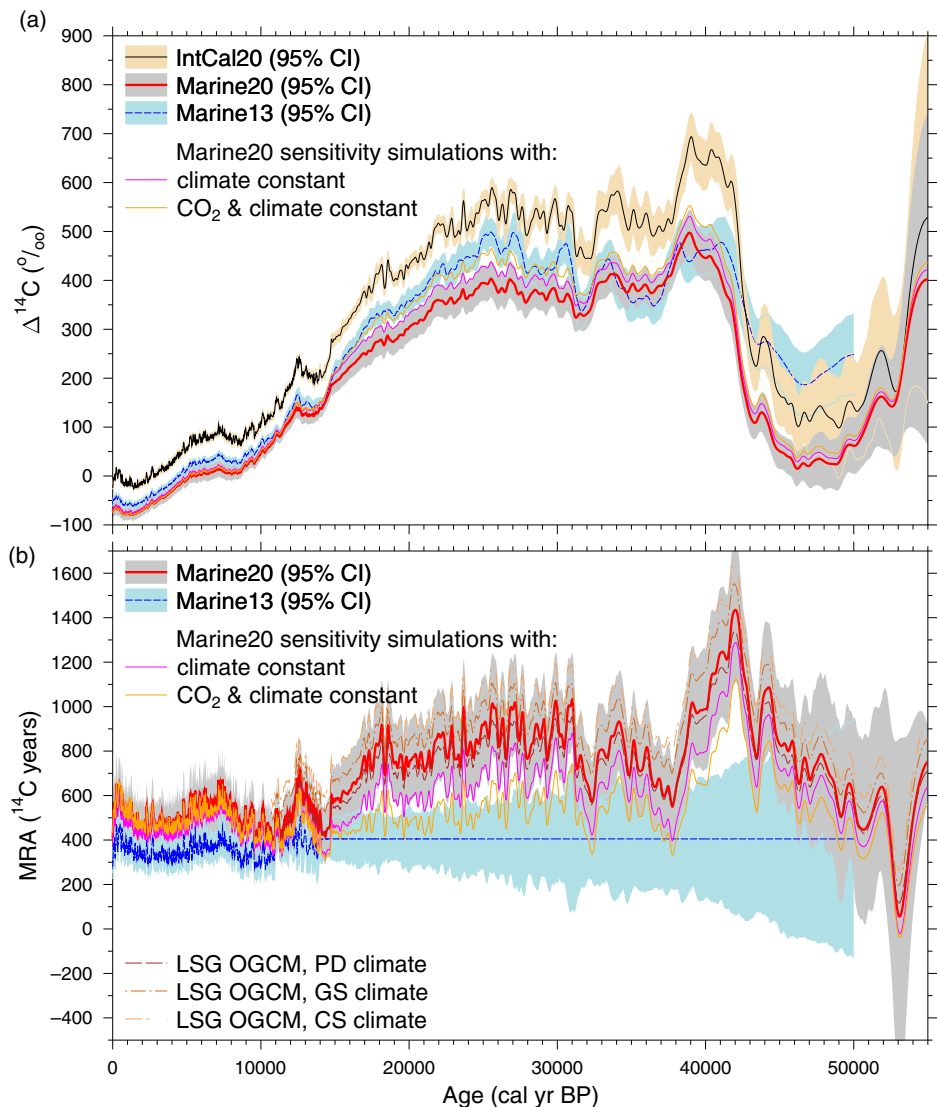 (a)
900
800
700
600
500
400
300
200
100
0
−100
Δ 14C (o/oo)
IntCal20 (95% CI)
Marine20 (95% CI)
Marine13 (95% CI)
Marine20 sensitivity simulations with:
climate constant
CO2 & climate constant
(b)
1600
1400
1200
1000
800
600
400
200
0
−200
−400
MRA (14C years)
Marine20 (95% CI)
Marine13 (95% CI)
Marine20 sensitivity simulations with:
climate constant
CO2 & climate constant
LSG OGCM, PD climate
LSG OGCM, GS climate
LSG OGCM, CS climate
0 10000 20000 30000 40000 50000
Age (cal yr BP)